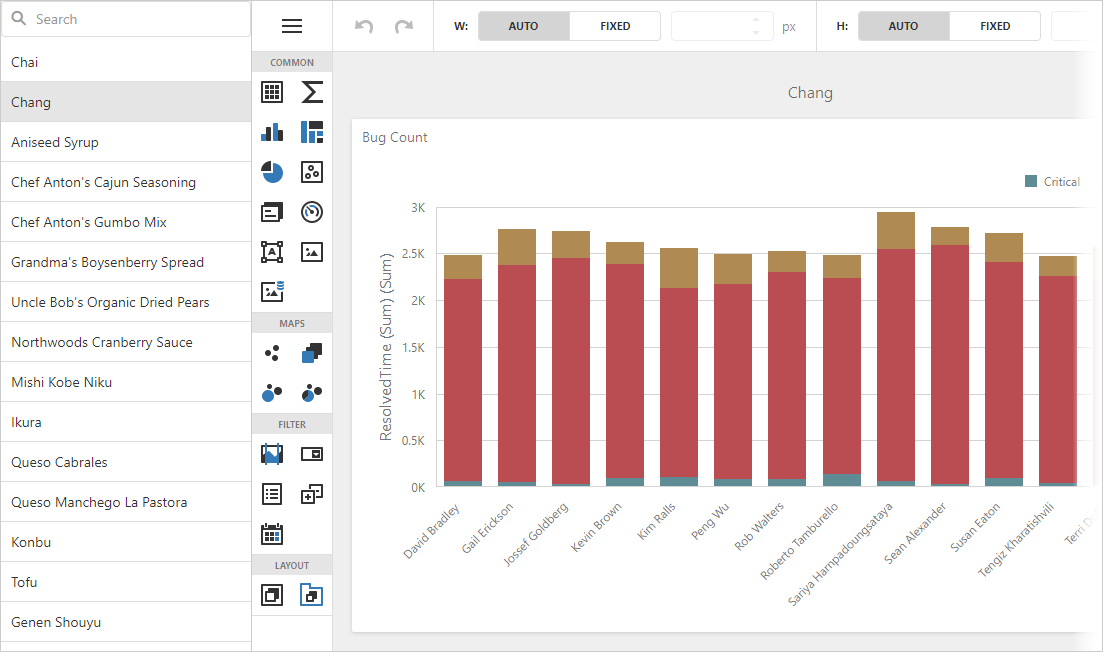 Search
Chai
Chang
Aniseed Syrup
Chef Anton's Cajun Seasoning
Chef Anton's Gumbo Mix
Grandma's Boysenberry Spread
Uncle Bob's Organic Dried Pears
Northwoods Cranberry Sauce
Mishi Kobe Niku
Ikura
Queso Cabrales
Queso Manchego La Pastora
Konbu
Tofu
Genen Shouyu
COMMON
A
MAPS
FILTER
LAYOUT
W: AUTO FIXED px H: AUTO FIXED
Chang
Bug Count
Critical
ResolvedTime (Sum) (Sum)
3K
2.5K
2K
1.5K
1K
0.5K
0K
David Bradley
Gail Erickson
Jossef Goldberg
Kevin Brown
Kim Ralls
Peng Wu
Rob Walters
Roberto Tamburello
Sariya Harnpadoungsataya
Sean Alexander
Susan Eaton
Tengiz Kharatishvili
Terri